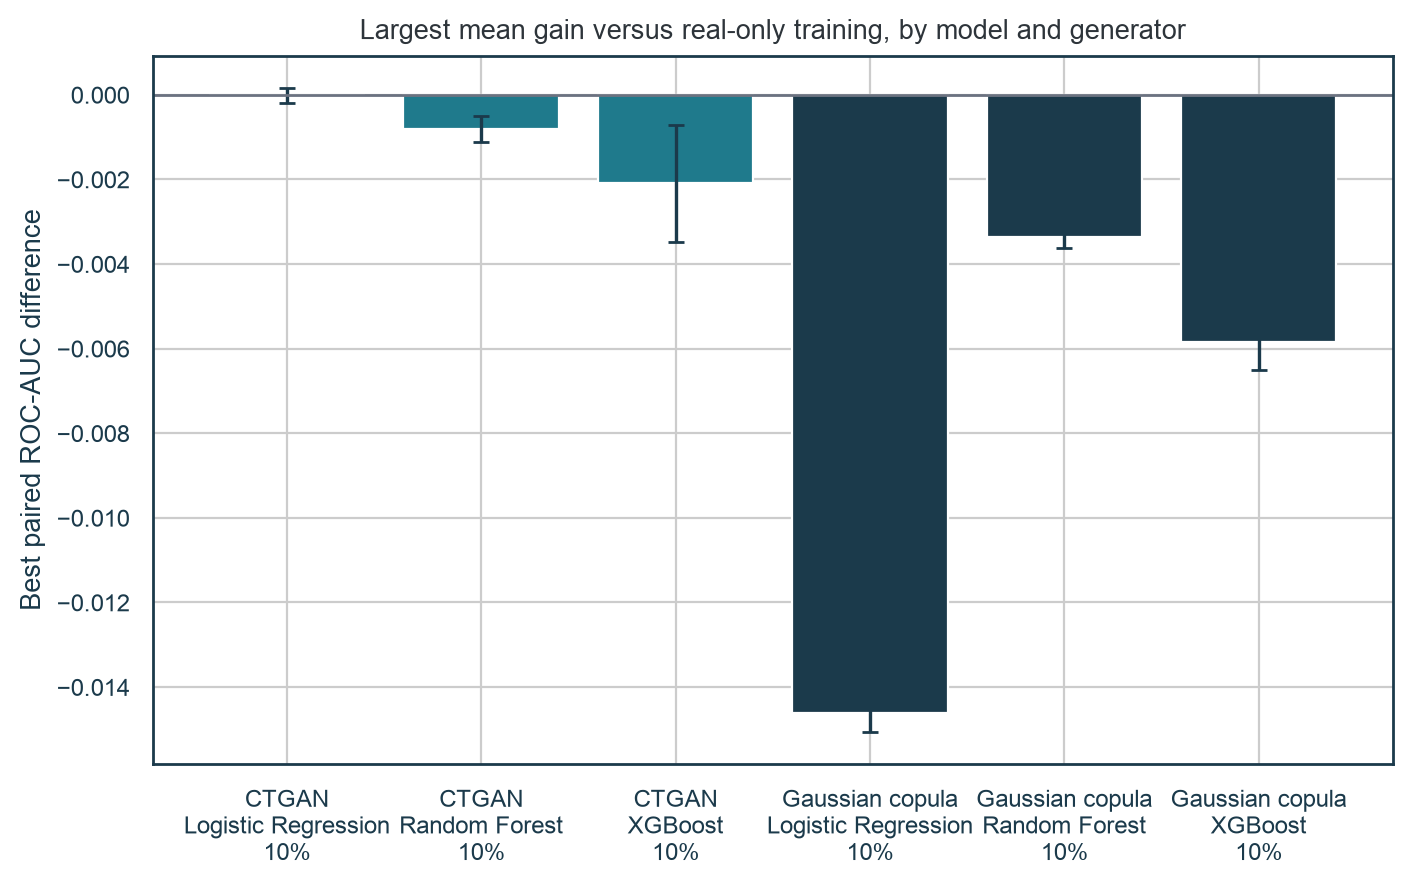 Largest mean gain versus real-only training, by model and generator
Best paired ROC-AUC difference
0.000
−0.002
−0.004
−0.006
−0.008
−0.010
−0.012
−0.014
CTGAN
Logistic Regression
10%
CTGAN
Random Forest
10%
CTGAN
XGBoost
10%
Gaussian copula
Logistic Regression
10%
Gaussian copula
Random Forest
10%
Gaussian copula
XGBoost
10%